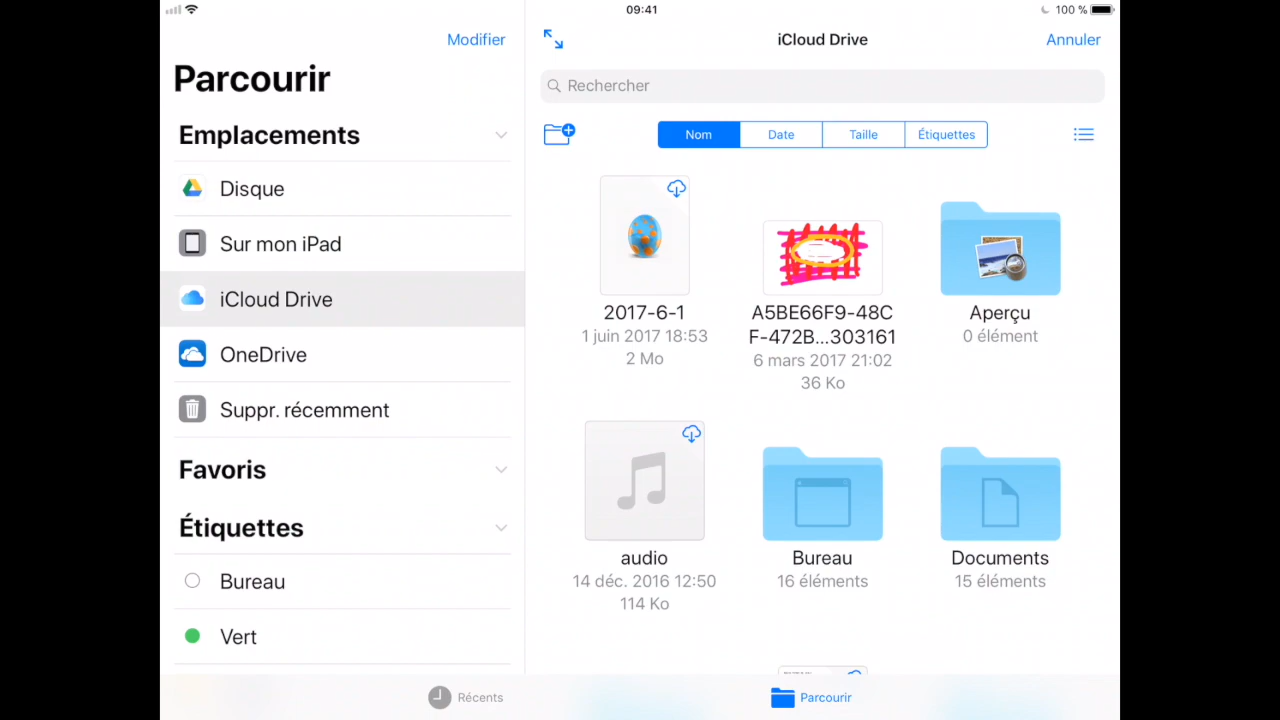 09:41
100 %
Modifier
iCloud Drive
Annuler
Parcourir
Rechercher
Emplacements
Nom
Date
Taille
Étiquettes
Disque
Sur mon iPad
iCloud Drive
OneDrive
Suppr. récemment
Favoris
Étiquettes
Bureau
Vert
2017-6-1
1 juin 2017 18:53
2 Mo
A5BE66F9-48C
F-472B...303161
6 mars 2017 21:02
36 Ko
Aperçu
0 élément
audio
14 déc. 2016 12:50
114 Ko
Bureau
16 éléments
Documents
15 éléments
Récents
Parcourir